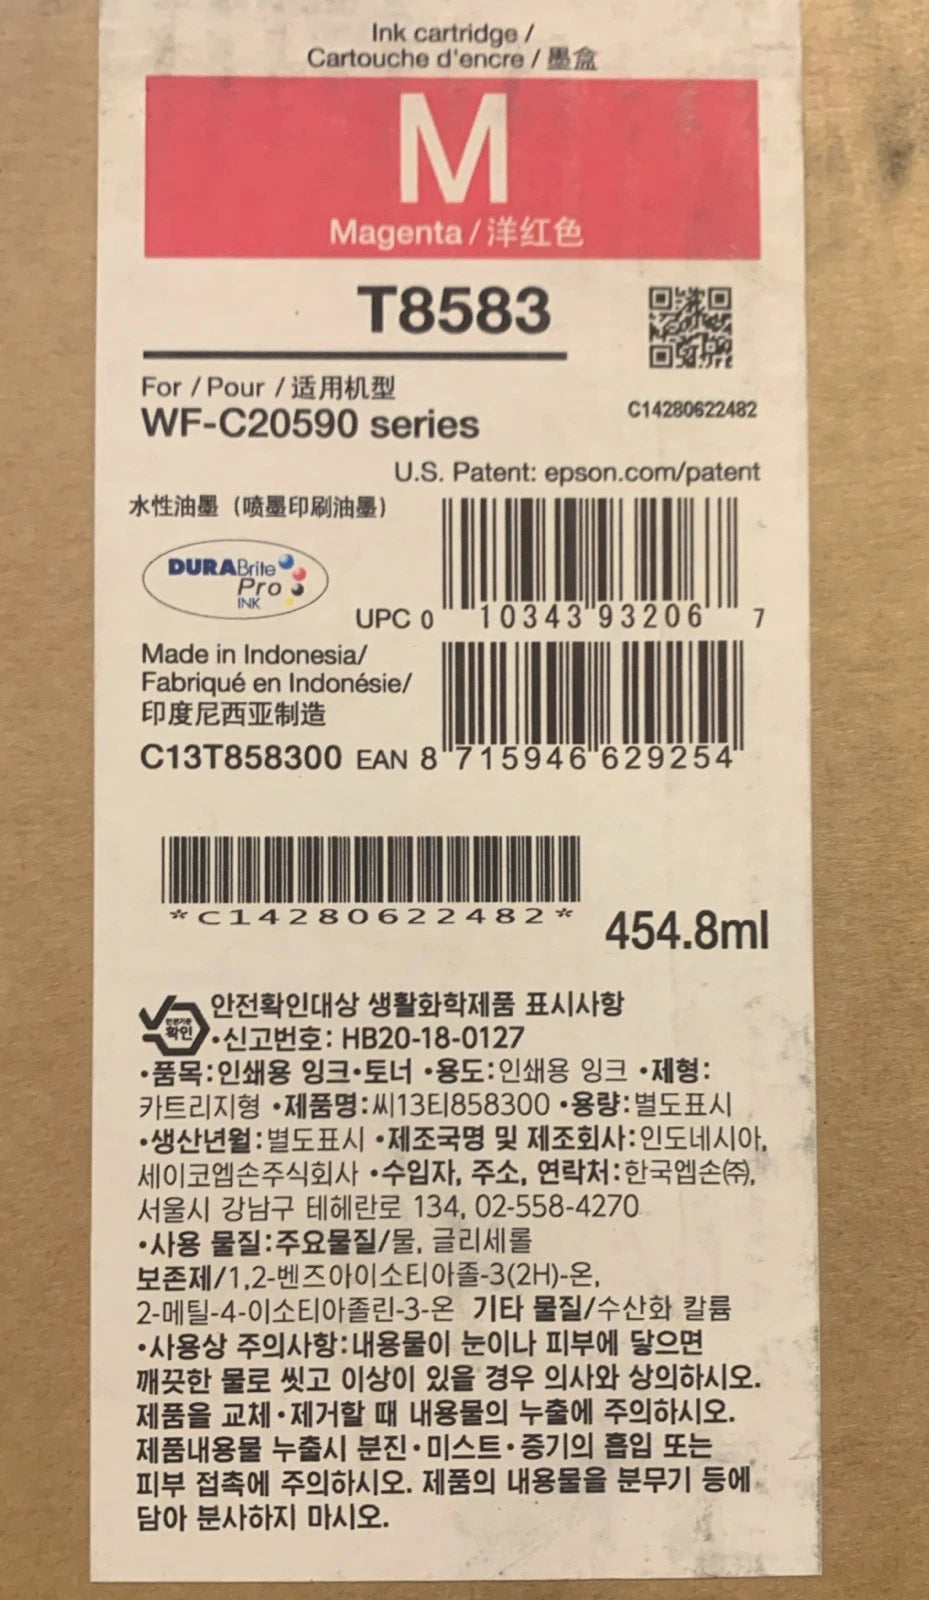 Ink cartridge /
Cartouche d'encre / 墨盒
M
Magenta / 洋红色
T8583
For / Pour / 适用机型
WF-C20590 series
C14280622482
U.S. Patent: epson.com/patent
水性油墨（喷墨印刷油墨）
DURABrite
Pro
INK
UPC 0 10343 93206 7
Made in Indonesia/
Fabriqué en Indonésie/
印度尼西亚制造
C13T858300 EAN 8 715946 629254
*C14280622482*
454.8ml
안전기준
확인
안전확인대상 생활화학제품 표시사항
•신고번호: HB20-18-0127
•품목:인쇄용 잉크•토너 •용도:인쇄용 잉크 •제형:
카트리지형 •제품명:씨13티858300 •용량:별도표시
•생산년월:별도표시 •제조국명 및 제조회사:인도네시아,
세이코엡손주식회사 •수입자, 주소, 연락처:한국엡손㈜,
서울시 강남구 테헤란로 134, 02-558-4270
•사용 물질:주요물질/물, 글리세롤
보존제/1,2-벤즈아이소티아졸-3(2H)-온,
2-메틸-4-이소티아졸린-3-온 기타 물질/수산화 칼륨
•사용상 주의사항:내용물이 눈이나 피부에 닿으면
깨끗한 물로 씻고 이상이 있을 경우 의사와 상의하시오.
제품을 교체•제거할 때 내용물의 누출에 주의하시오.
제품내용물 누출시 분진•미스트•증기의 흡입 또는
피부 접촉에 주의하시오. 제품의 내용물을 분무기 등에
담아 분사하지 마시오.